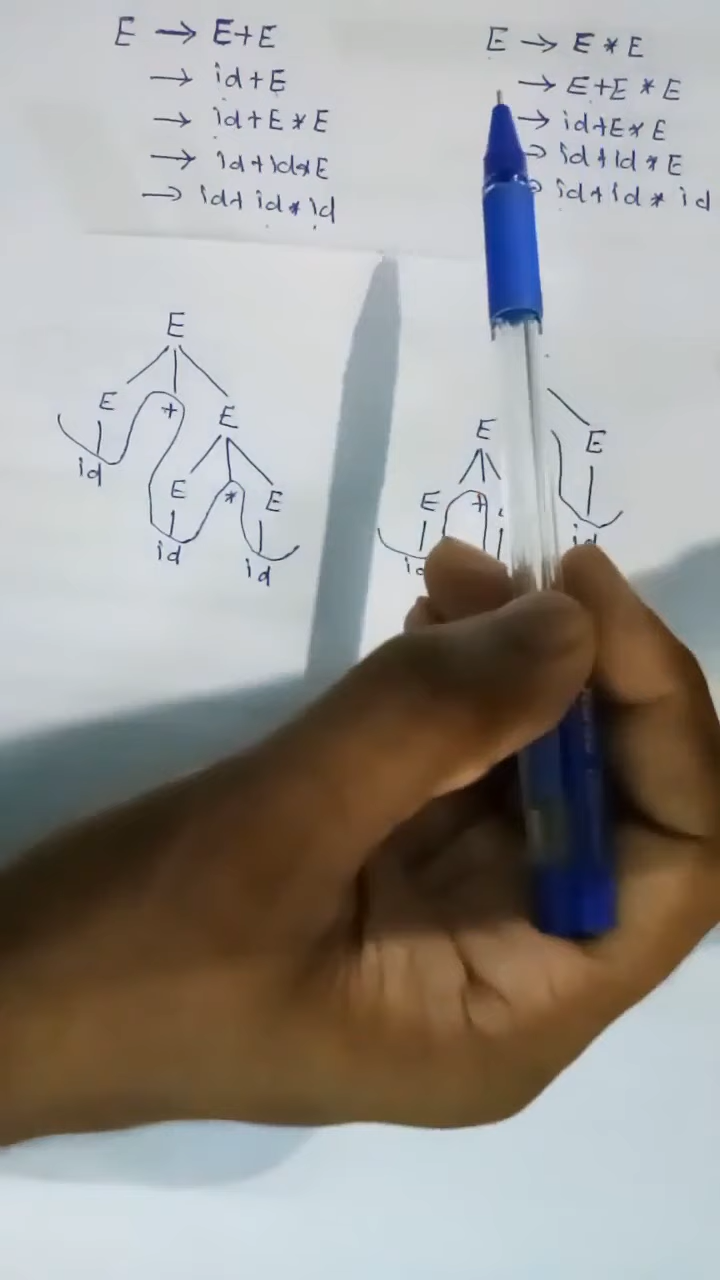 E → E+E
→ id+E
→ id+E*E
→ id+id*E
→ id+id*id
E → E*E
→ E+E*E
→ id+E*E
→ id+id*E
id+id*id
E
E + E
id E * E
id id
E
E + E
id